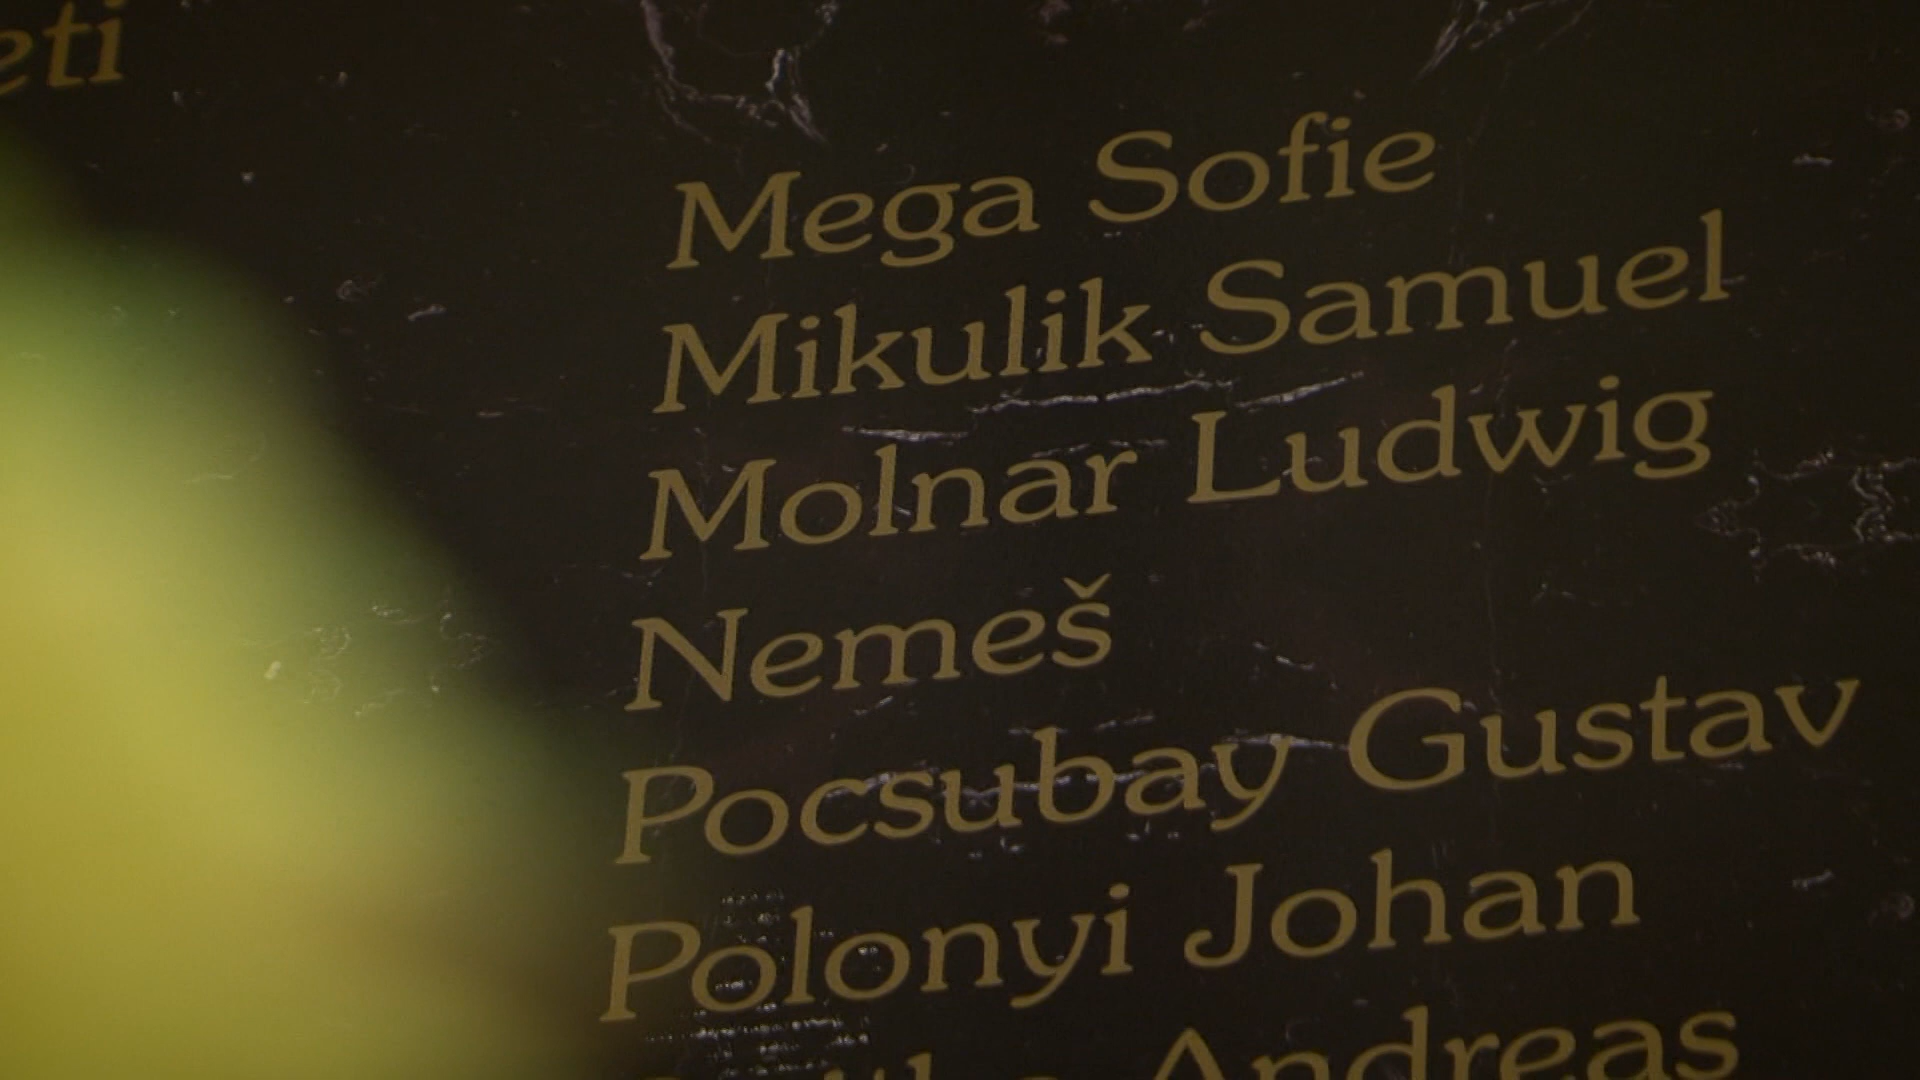 Mega Sofie
Mikulik Samuel
Molnar Ludwig
Nemeš
Pocsubay Gustav
Polonyi Johan
Andreas